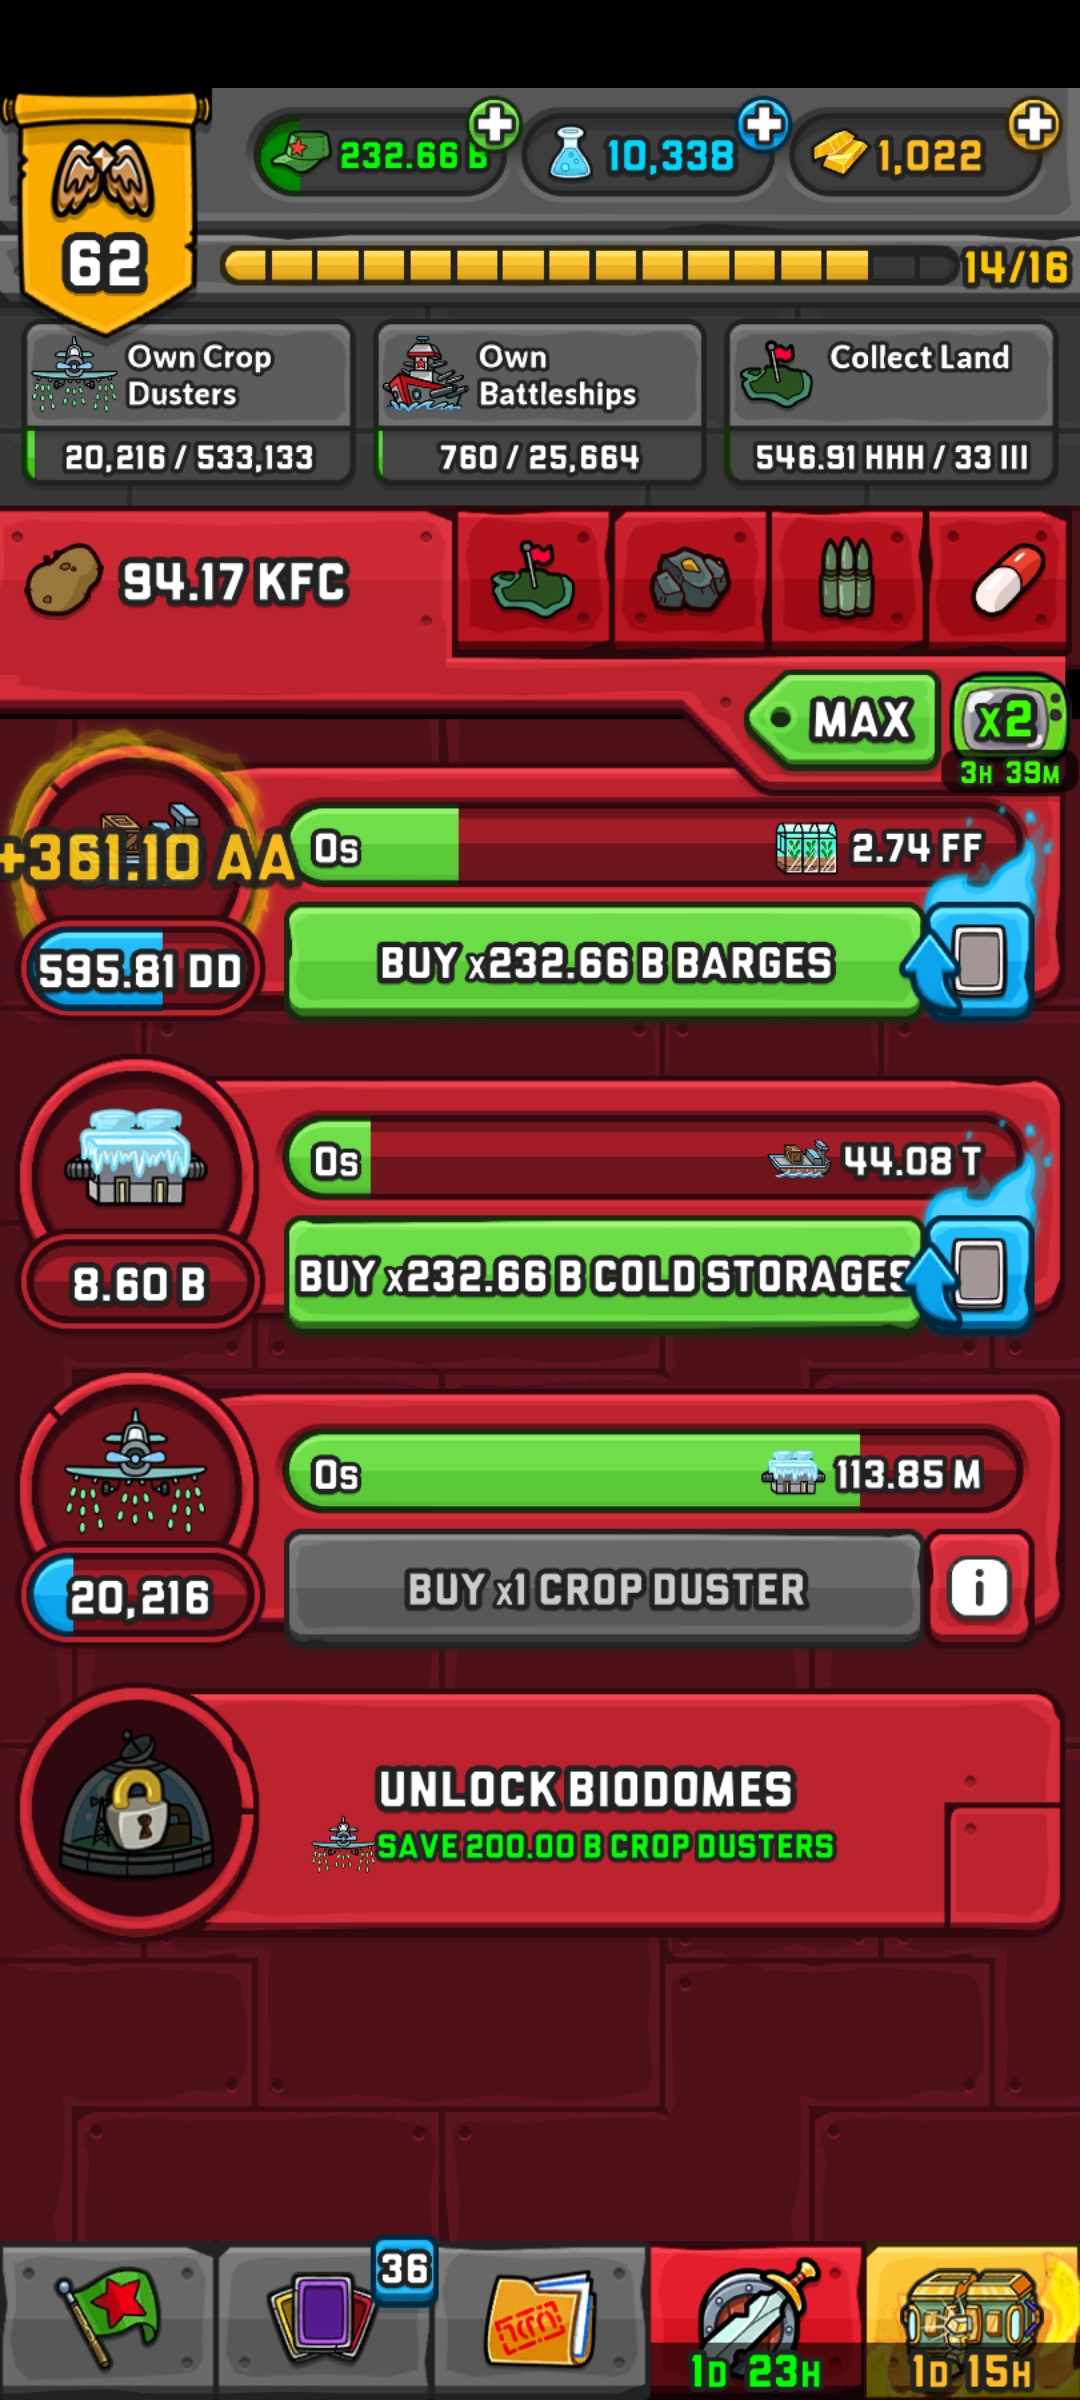 232.66 B
10,338
1,022
62
14/16
Own Crop
Dusters
20,216 / 533,133
Own
Battleships
760 / 25,664
Collect Land
546.91 HHH / 33 III
94.17 KFC
MAX
x2
3H 39M
+361.10 AA
0s
2.74 FF
595.81 DD
BUY x232.66 B BARGES
0s
44.08 T
8.60 B
BUY x232.66 B COLD STORAGES
0s
113.85 M
20,216
BUY x1 CROP DUSTER
i
UNLOCK BIODOMES
SAVE 200.00 B CROP DUSTERS
36
1D 23H
1D 15H